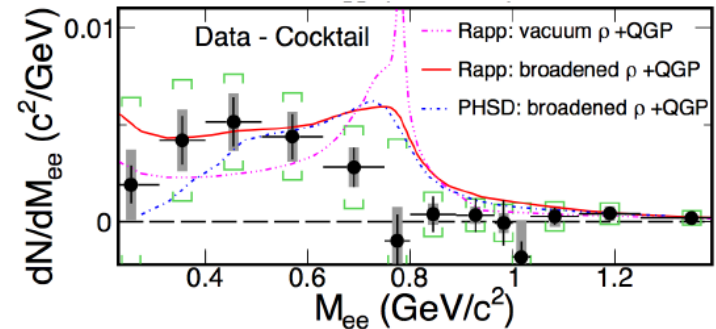 0.01
Data - Cocktail
Rapp: vacuum ρ +QGP
Rapp: broadened ρ +QGP
PHSD: broadened ρ +QGP
dN/dMee (c²/GeV)
0
0.4 0.6 0.8 1 1.2
Mee (GeV/c²)